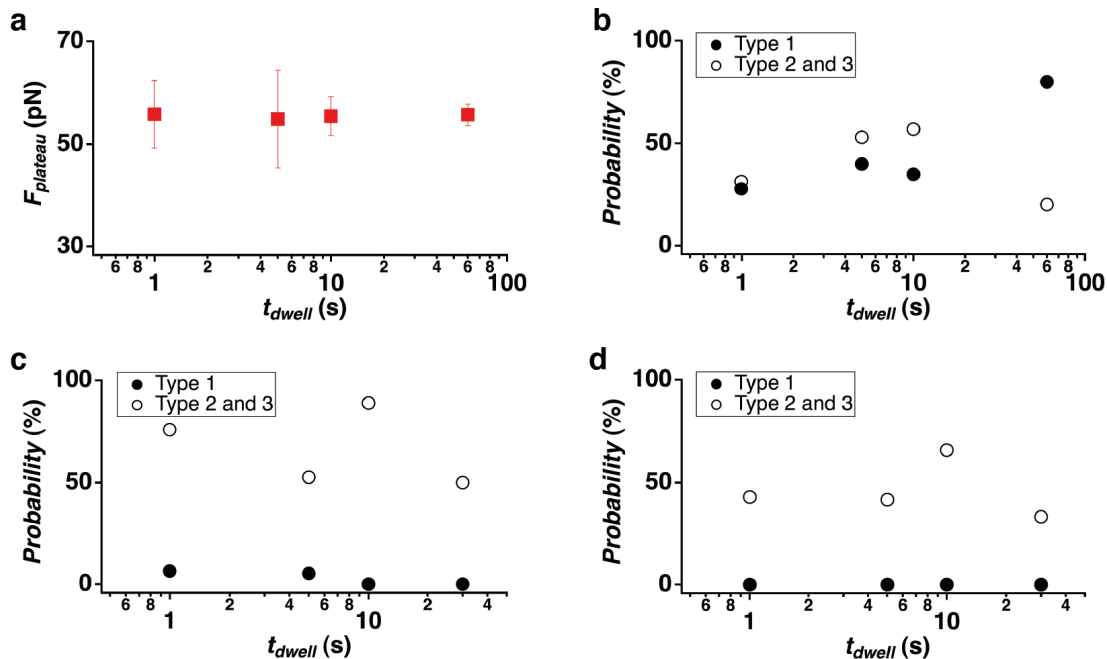 a
70
50
30
F_plateau (pN)
6 8 2 4 6 8 2 4 6 8
1 10 100
t_dwell (s)
b
100
50
0
Probability (%)
Type 1
Type 2 and 3
6 8 2 4 6 8 2 4 6 8
1 10 100
t_dwell (s)
c
100
50
0
Probability (%)
Type 1
Type 2 and 3
6 8 2 4 6 8 2 4
1 10
t_dwell (s)
d
100
50
0
Probability (%)
Type 1
Type 2 and 3
6 8 2 4 6 8 2 4
1 10
t_dwell (s)